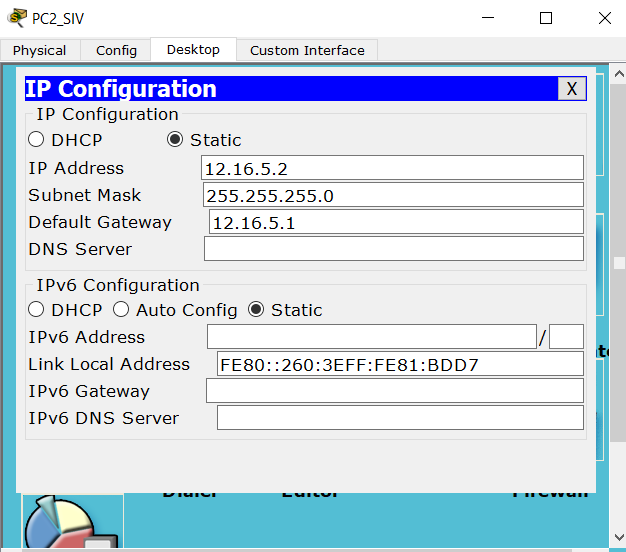 PC2_SIV
Physical Config Desktop Custom Interface
IP Configuration X
IP Configuration
DHCP Static
IP Address 12.16.5.2
Subnet Mask 255.255.255.0
Default Gateway 12.16.5.1
DNS Server
IPv6 Configuration
DHCP Auto Config Static
IPv6 Address /
Link Local Address FE80::260:3EFF:FE81:BDD7
IPv6 Gateway
IPv6 DNS Server
Dialer Editor Firewall